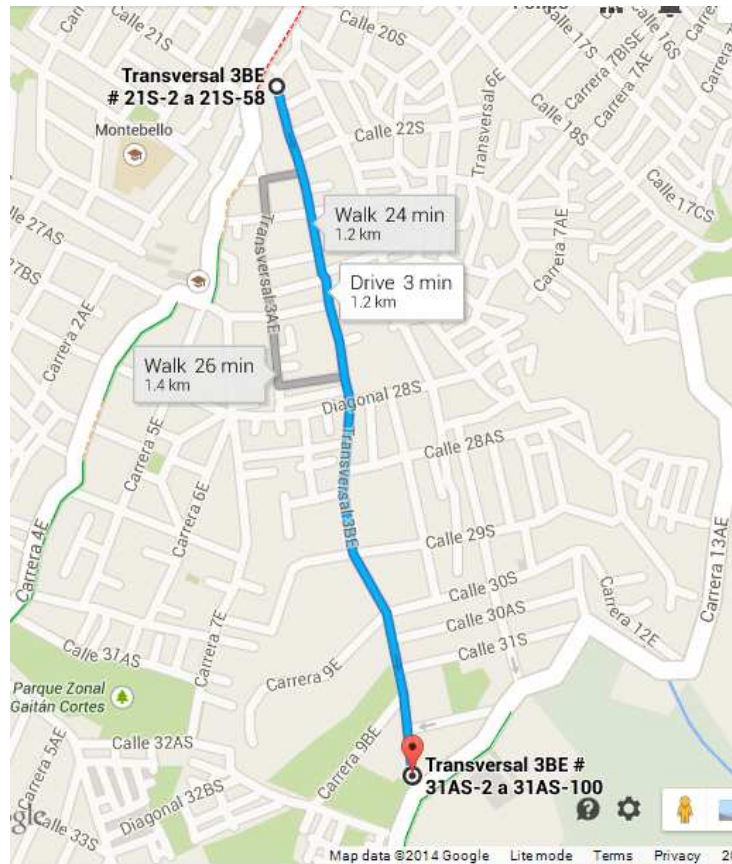 Calle 21S
Calle 20S
Calle 17S
Carrera 7BISE
Calle 16S
Carrera 7AE
Transversal 3BE
# 21S-2 a 21S-58
Transversal 6E
Montebello
Calle 22S
Calle 18S
Calle 17CS
Walk 24 min
1.2 km
Carrera 7AE
Transversal 3AE
Calle 27AS
27BS
Drive 3 min
1.2 km
Carrera 2AE
Walk 26 min
1.4 km
Diagonal 28S
Carrera 5E
Transversal 3BE
Calle 28AS
Carrera 6E
Calle 29S
Carrera 4E
Carrera 13AE
Calle 30S
Carrera 7E
Calle 30AS
Carrera 12E
Calle 31AS
Calle 31S
Carrera 9E
Parque Zonal
Gaitán Cortes
Calle 32AS
Carrera 9BE
Carrera 5AE
Transversal 3BE #
31AS-2 a 31AS-100
Diagonal 32BS
gle
Calle 33S
Map data ©2014 Google Lite mode Terms Privacy